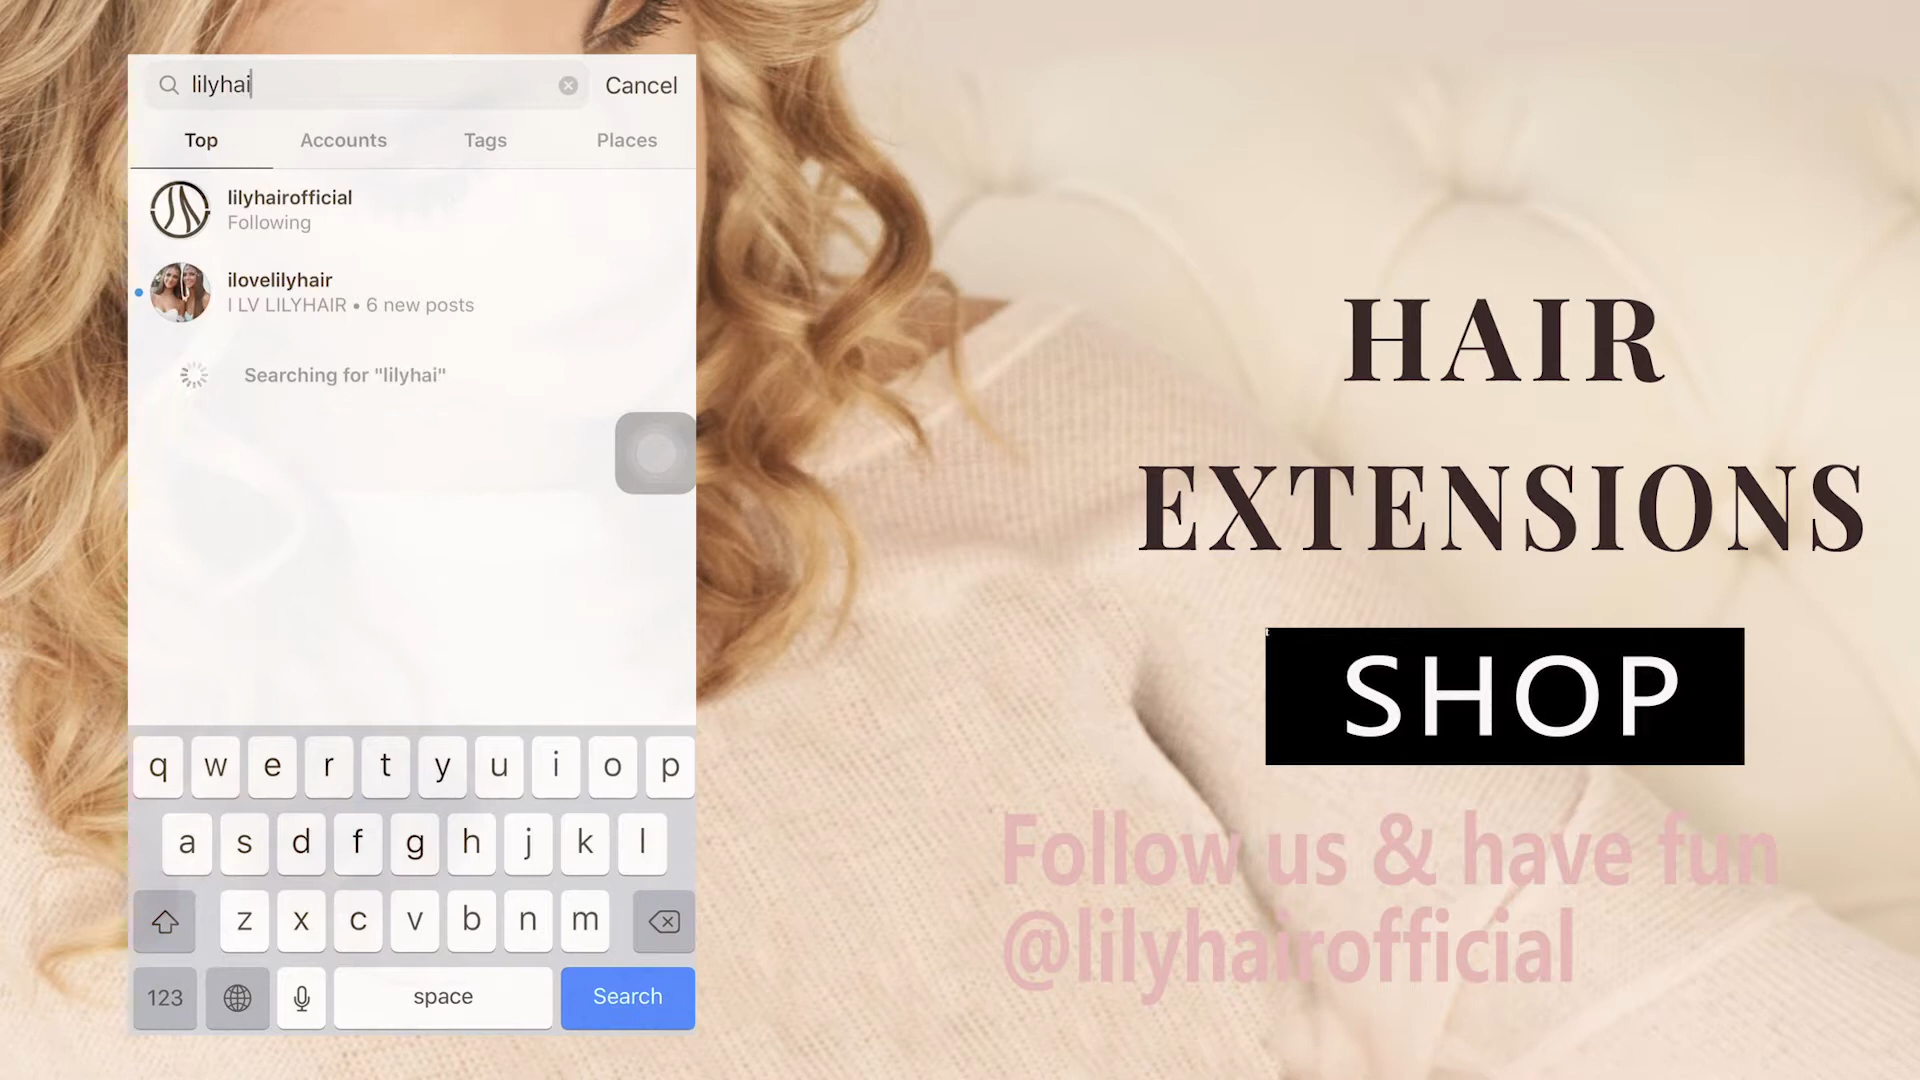 lilyhai
Cancel
Top Accounts Tags Places
lilyhairofficial
Following
ilovelilyhair
I LV LILYHAIR • 6 new posts
Searching for "lilyhai"
q w e r t y u i o p
a s d f g h j k l
z x c v b n m
123 space Search
HAIR
EXTENSIONS
t
SHOP
Follow us & have fun
@lilyhairofficial